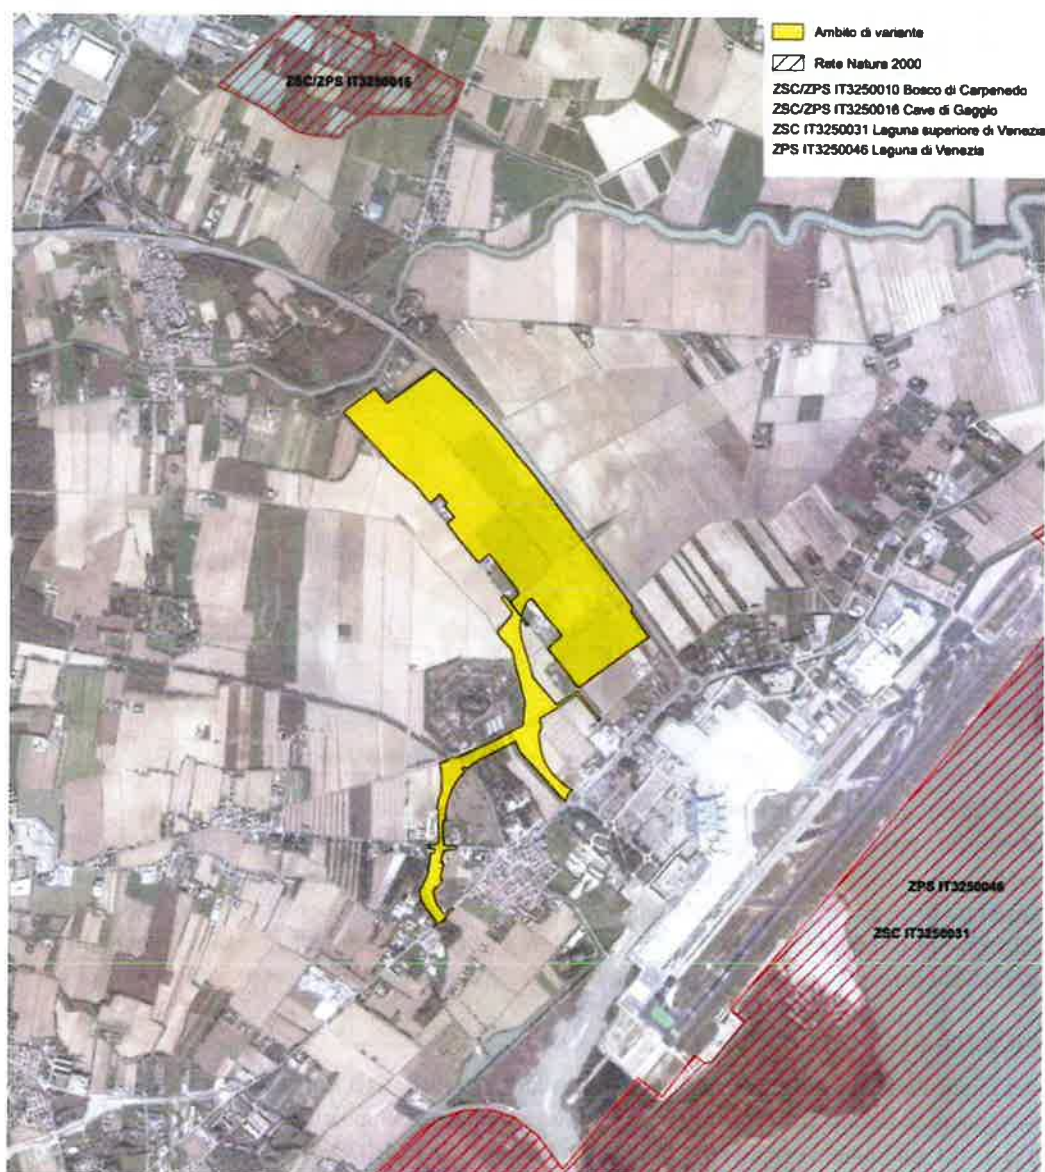 Ambito di variante
Rete Natura 2000
ZSC/ZPS IT3250010 Bosco di Carpenedo
ZSC/ZPS IT3250016 Cave di Gaggio
ZSC IT3250031 Laguna superiore di Venezia
ZPS IT3250046 Laguna di Venezia
ZSC/ZPS IT3250016
ZPS IT3250046
ZSC IT3250031